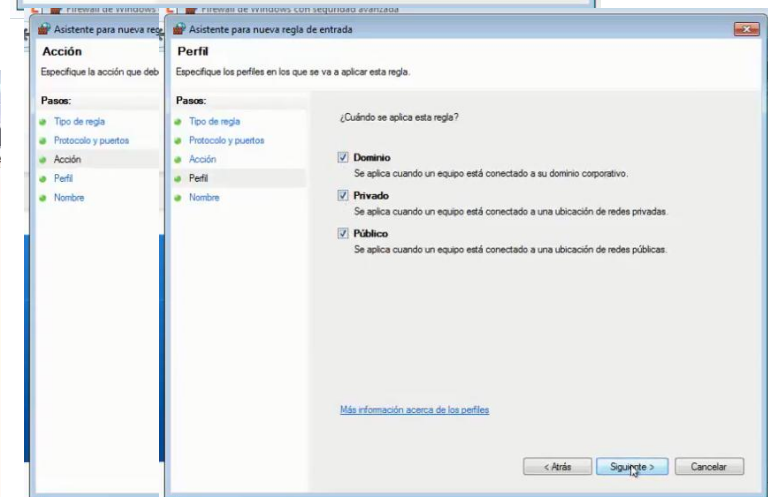 Firewall de Windows
Firewall de Windows con seguridad avanzada
Asistente para nueva reg
Acción
Especifique la acción que deb
Pasos:
Tipo de regla
Protocolo y puertos
Acción
Perfil
Nombre
Asistente para nueva regla de entrada
Perfil
Especifique los perfiles en los que se va a aplicar esta regla.
Pasos:
Tipo de regla
Protocolo y puertos
Acción
Perfil
Nombre
¿Cuándo se aplica esta regla?
Dominio
Se aplica cuando un equipo está conectado a su dominio corporativo.
Privado
Se aplica cuando un equipo está conectado a una ubicación de redes privadas.
Público
Se aplica cuando un equipo está conectado a una ubicación de redes públicas.
Más información acerca de los perfiles
< Atrás
Siguiente >
Cancelar